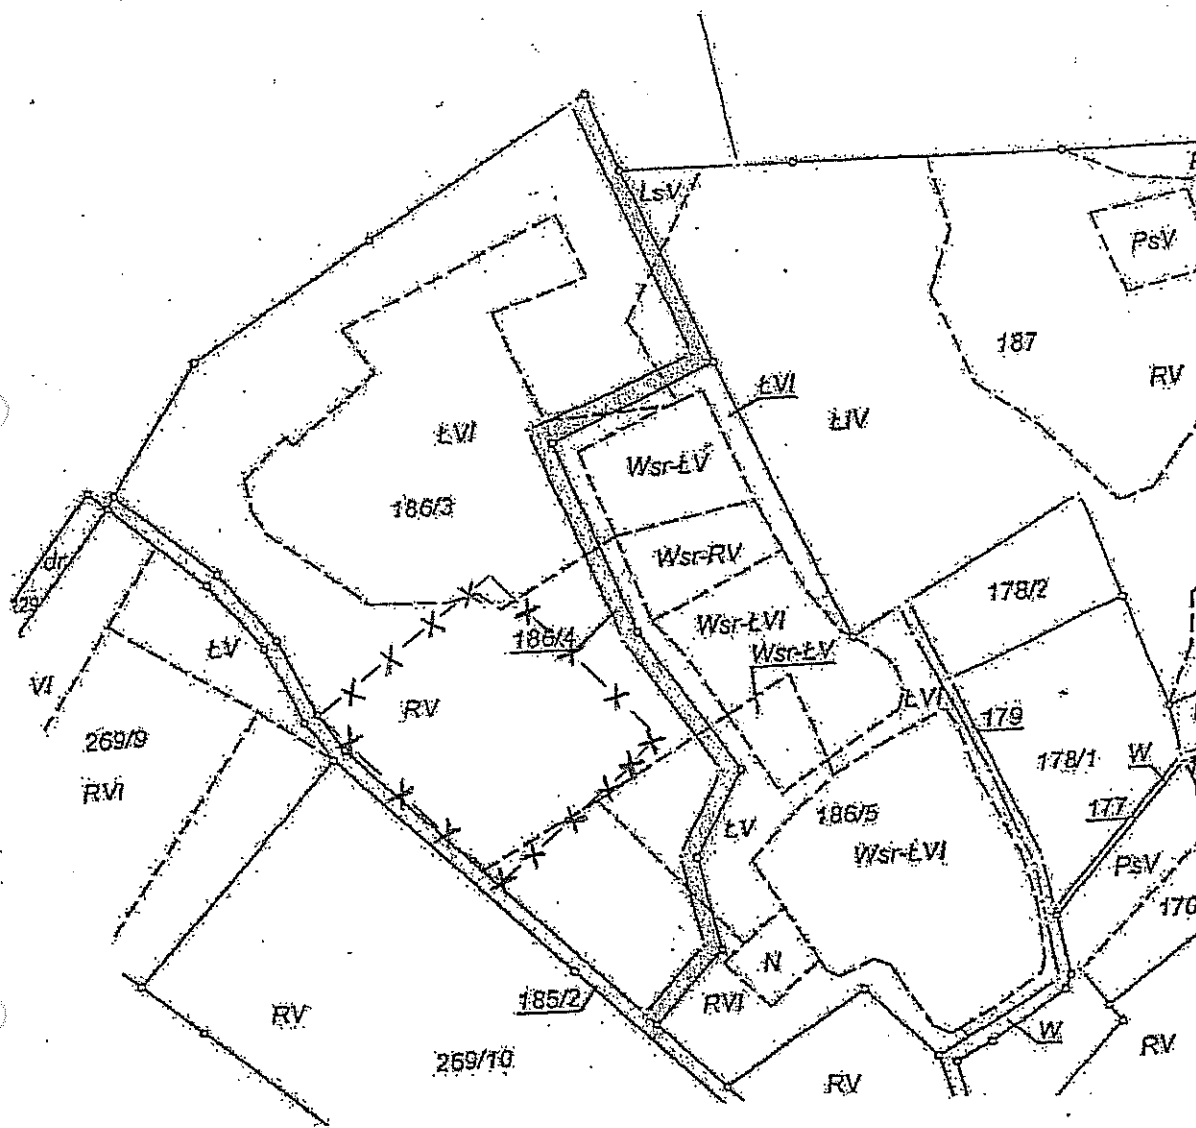 LsV
PsV
187
RV
ŁVI
ŁIV
ŁVI
Wsr-ŁV
186/3
dr
Wsr-RV
178/2
129
186/4
Wsr-ŁVI
ŁV
Wsr-ŁV
VI
RV
ŁVI
179
269/9
178/1
W
RVI
177
ŁV
186/5
Wsr-ŁVI
PsV
170
N
185/2
RVI
RV
W
269/10
RV
RV